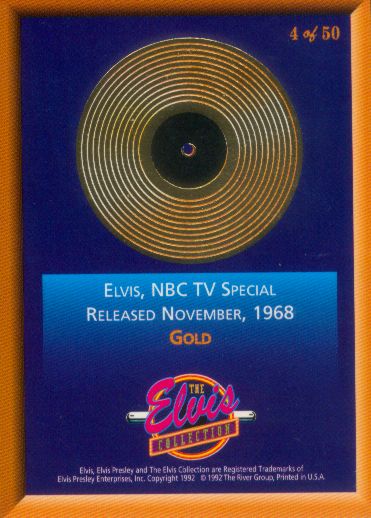 4 of 50
ELVIS, NBC TV SPECIAL
RELEASED NOVEMBER, 1968
GOLD
THE
Elvis
COLLECTION
Elvis, Elvis Presley and The Elvis Collection are Registered Trademarks of
Elvis Presley Enterprises, Inc. Copyright 1992 © 1992 The River Group, Printed in U.S.A.